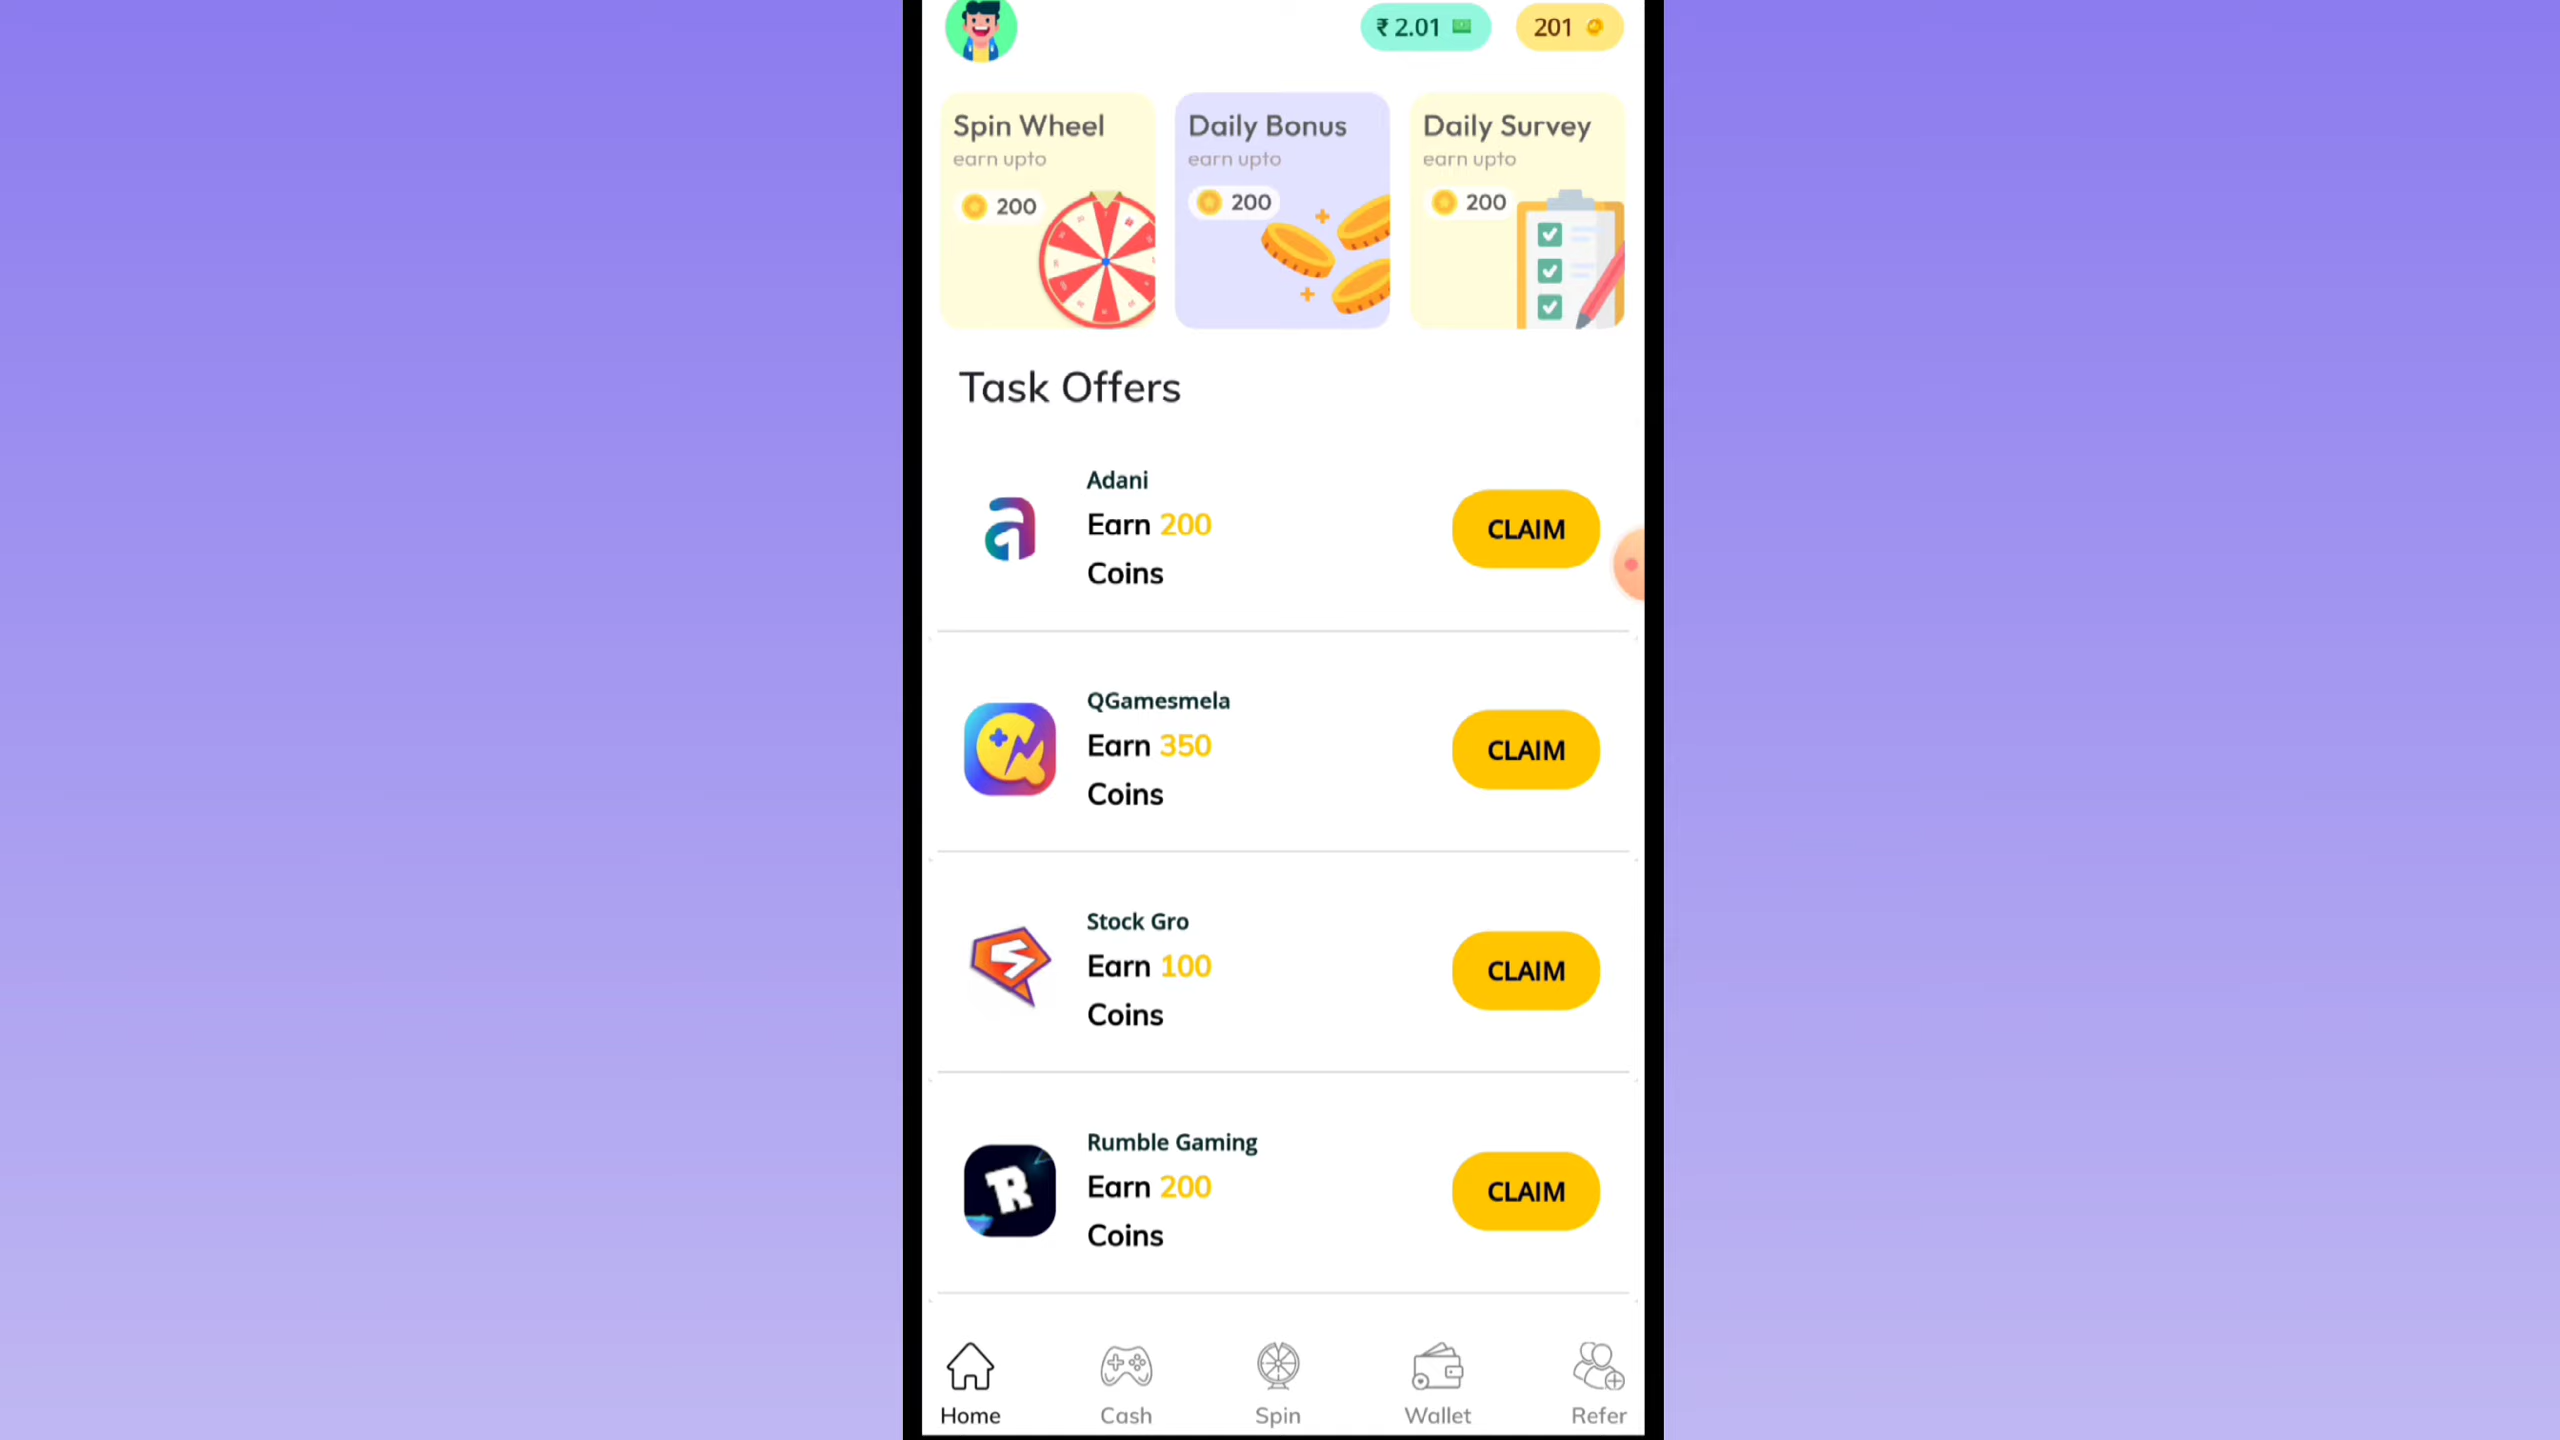 ₹ 2.01
201
Spin Wheel
earn upto
200
Daily Bonus
earn upto
200
Daily Survey
earn upto
200
Task Offers
Adani
Earn 200
Coins
CLAIM
QGamesmela
Earn 350
Coins
CLAIM
Stock Gro
Earn 100
Coins
CLAIM
Rumble Gaming
Earn 200
Coins
CLAIM
Home
Cash
Spin
Wallet
Refer